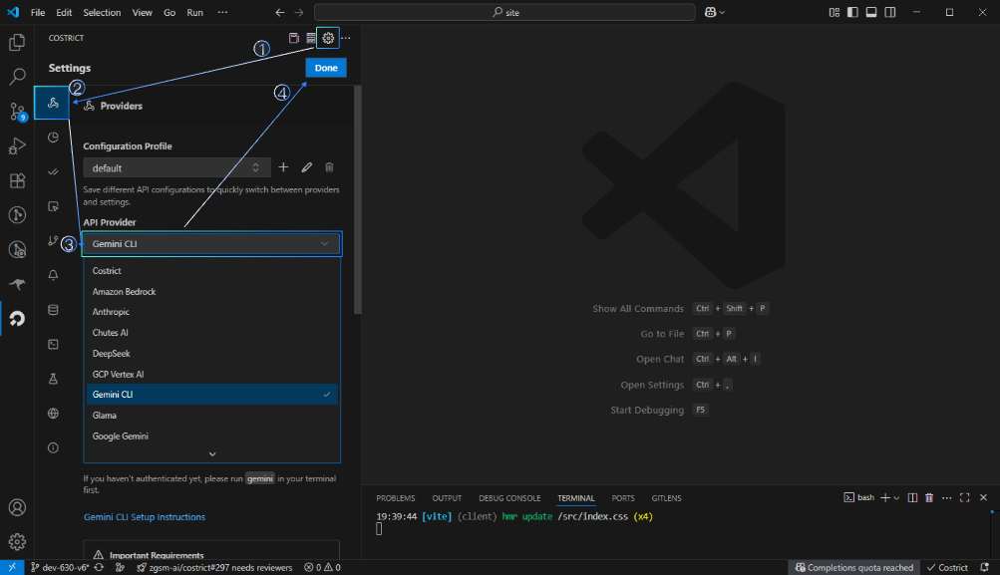 File Edit Selection View Go Run ···
site
COSTRICT
①
Settings
Done
②
④
Providers
9
Configuration Profile
default
Save different API configurations to quickly switch between providers
and settings.
API Provider
③
Gemini CLI
Costrict
Amazon Bedrock
Anthropic
Chutes AI
DeepSeek
GCP Vertex AI
Gemini CLI
Glama
Google Gemini
If you haven't authenticated yet, please run gemini in your terminal
first.
Gemini CLI Setup Instructions
Important Requirements
Show All Commands Ctrl + Shift + P
Go to File Ctrl + P
Open Chat Ctrl + Alt + I
Open Settings Ctrl + ,
Start Debugging F5
PROBLEMS OUTPUT DEBUG CONSOLE TERMINAL PORTS GITLENS
bash
19:39:44 [vite] (client) hmr update /src/index.css (x4)
dev-630-v6* zgsm-ai/costrict#297 needs reviewers 0 0
Completions quota reached Costrict